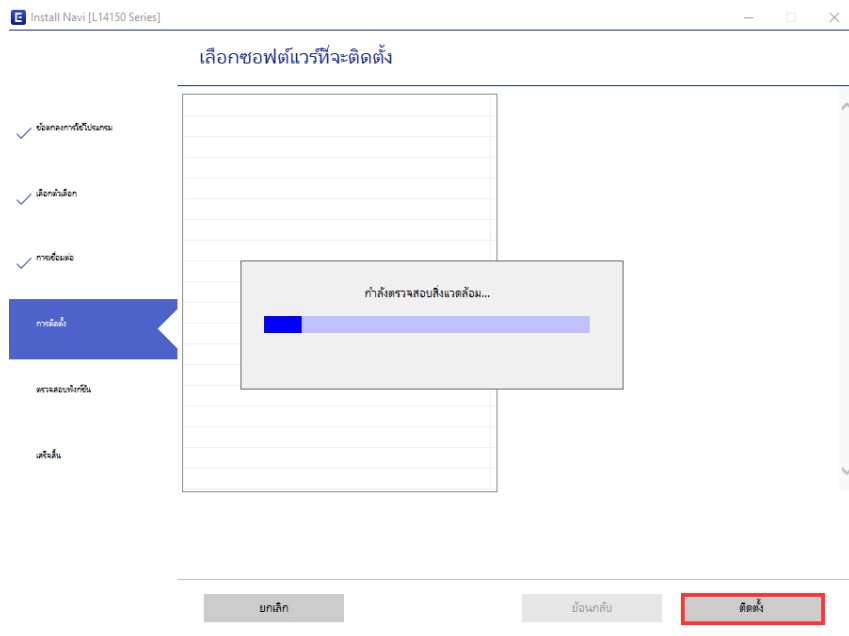 E Install Navi [L14150 Series]
เลือกซอฟต์แวร์ที่จะติดตั้ง
ข้อตกลงการใช้โปรแกรม
เลือกตัวเลือก
การเชื่อมต่อ
การติดตั้ง
ตรวจสอบฟังก์ชัน
เสร็จสิ้น
กำลังตรวจสอบสิ่งแวดล้อม...
ยกเลิก
ย้อนกลับ
ติดตั้ง